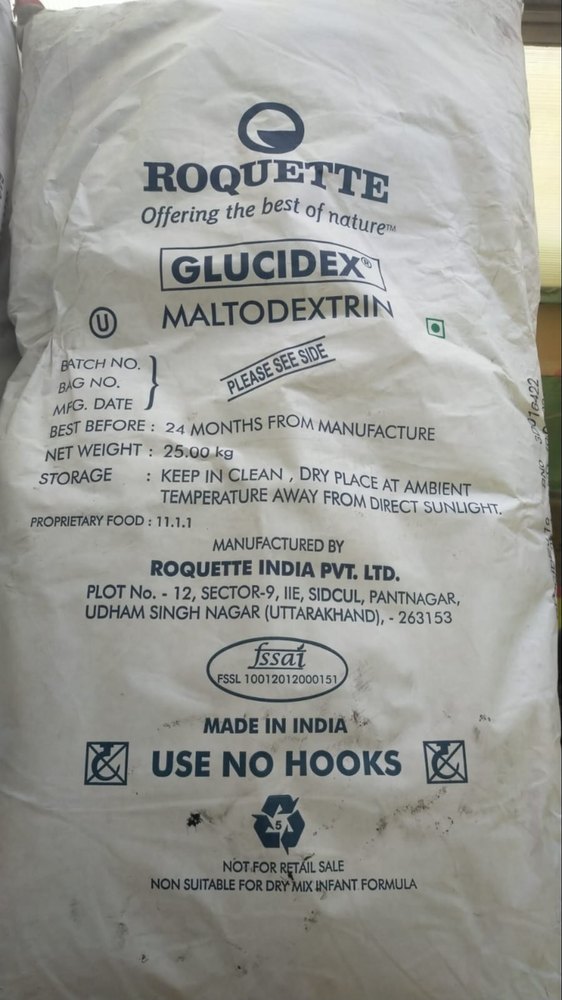 ROQUETTE
Offering the best of nature™
GLUCIDEX®
MALTODEXTRIN
U
BATCH NO.
BAG NO.
MFG. DATE
PLEASE SEE SIDE
BEST BEFORE : 24 MONTHS FROM MANUFACTURE
NET WEIGHT : 25.00 kg
STORAGE : KEEP IN CLEAN , DRY PLACE AT AMBIENT
TEMPERATURE AWAY FROM DIRECT SUNLIGHT.
PROPRIETARY FOOD : 11.1.1
MANUFACTURED BY
ROQUETTE INDIA PVT. LTD.
PLOT No. - 12, SECTOR-9, IIE, SIDCUL, PANTNAGAR,
UDHAM SINGH NAGAR (UTTARAKHAND), - 263153
fssai
FSSL 10012012000151
MADE IN INDIA
USE NO HOOKS
5
NOT FOR RETAIL SALE
NON SUITABLE FOR DRY MIX INFANT FORMULA